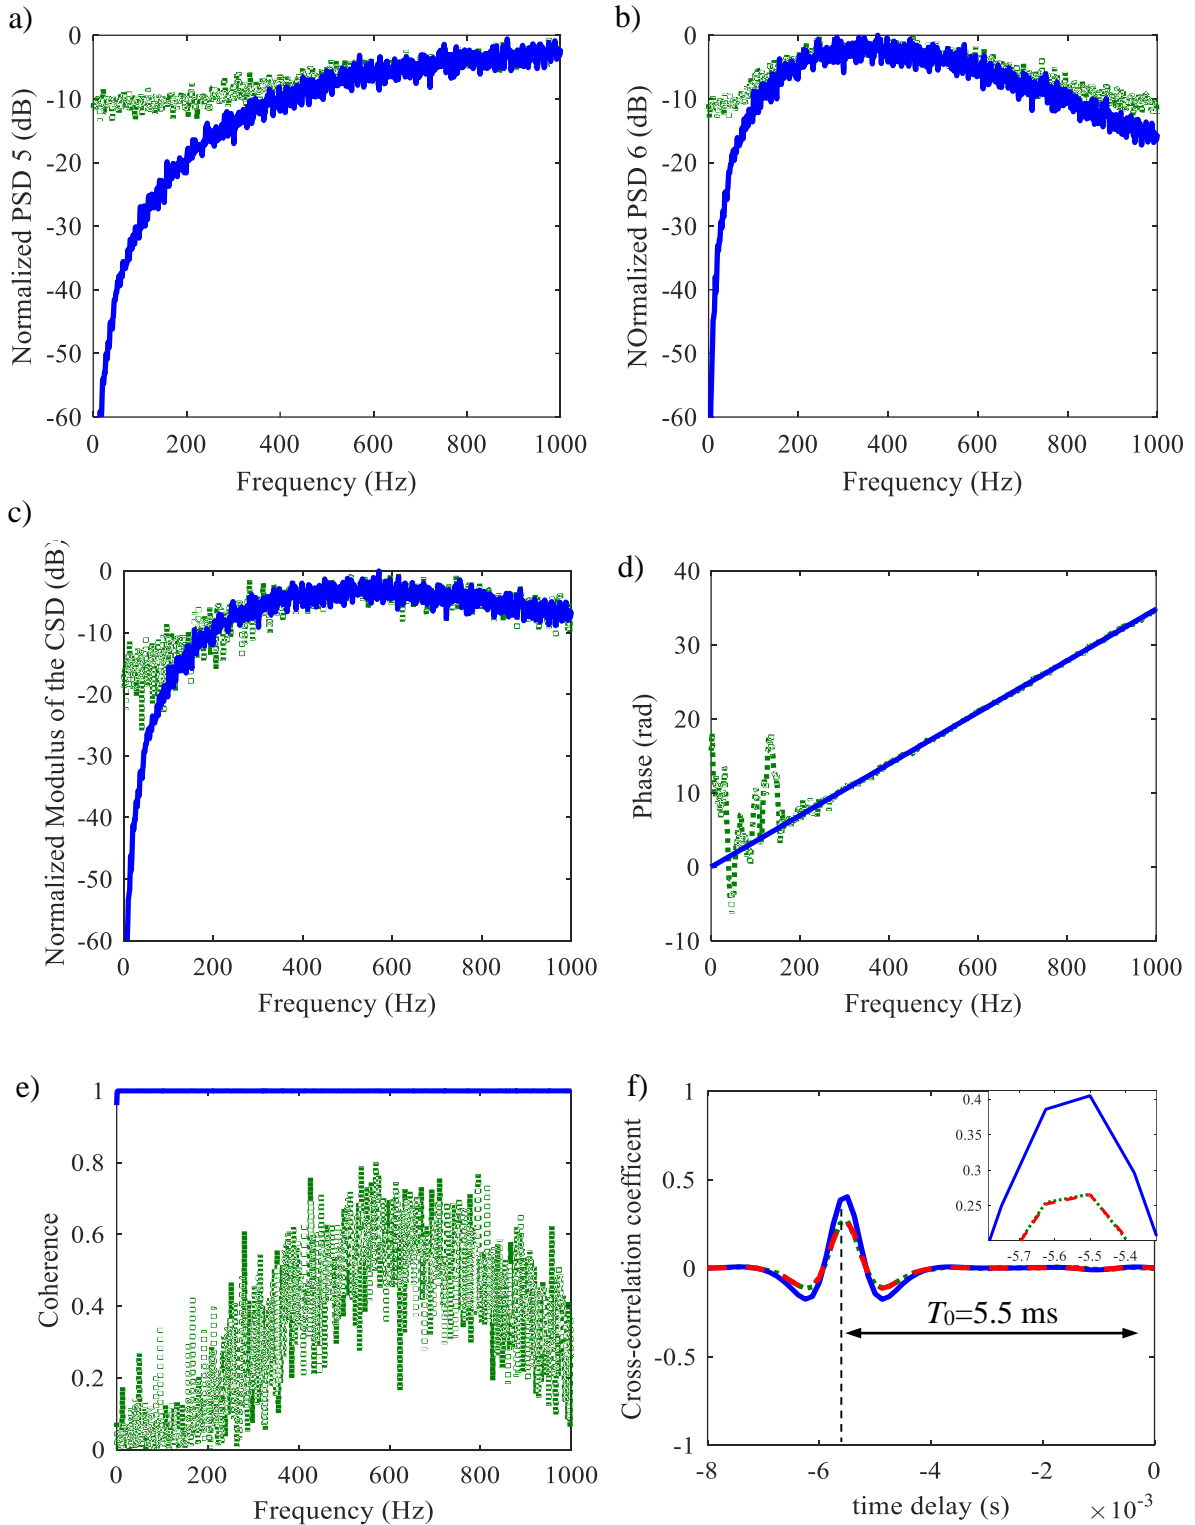 a)
0
-10
-20
-30
-40
-50
-60
0 200 400 600 800 1000
Normalized PSD 5 (dB)
Frequency (Hz)
b)
0
-10
-20
-30
-40
-50
-60
0 200 400 600 800 1000
NOrmalized PSD 6 (dB)
Frequency (Hz)
c)
0
-10
-20
-30
-40
-50
-60
0 200 400 600 800 1000
Normalized Modulus of the CSD (dB)
Frequency (Hz)
d)
40
30
20
10
0
-10
0 200 400 600 800 1000
Phase (rad)
Frequency (Hz)
e)
1
0.8
0.6
0.4
0.2
0
0 200 400 600 800 1000
Coherence
Frequency (Hz)
f)
1
0.5
0
-0.5
-1
-8 -6 -4 -2 0
Cross-correlation coefficent
time delay (s)
×10⁻³
T₀=5.5 ms
0.4
0.35
0.3
0.25
-5.7 -5.6 -5.5 -5.4